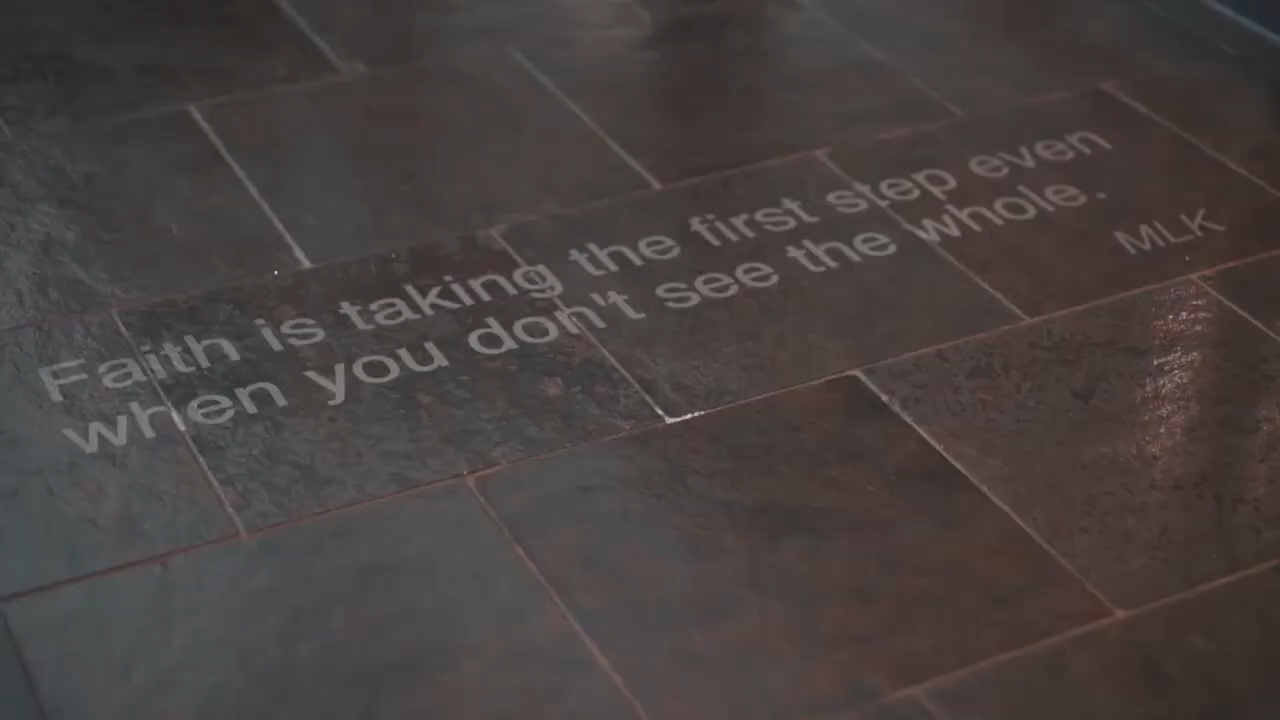 Faith is taking the first step even
when you don't see the whole.
MLK